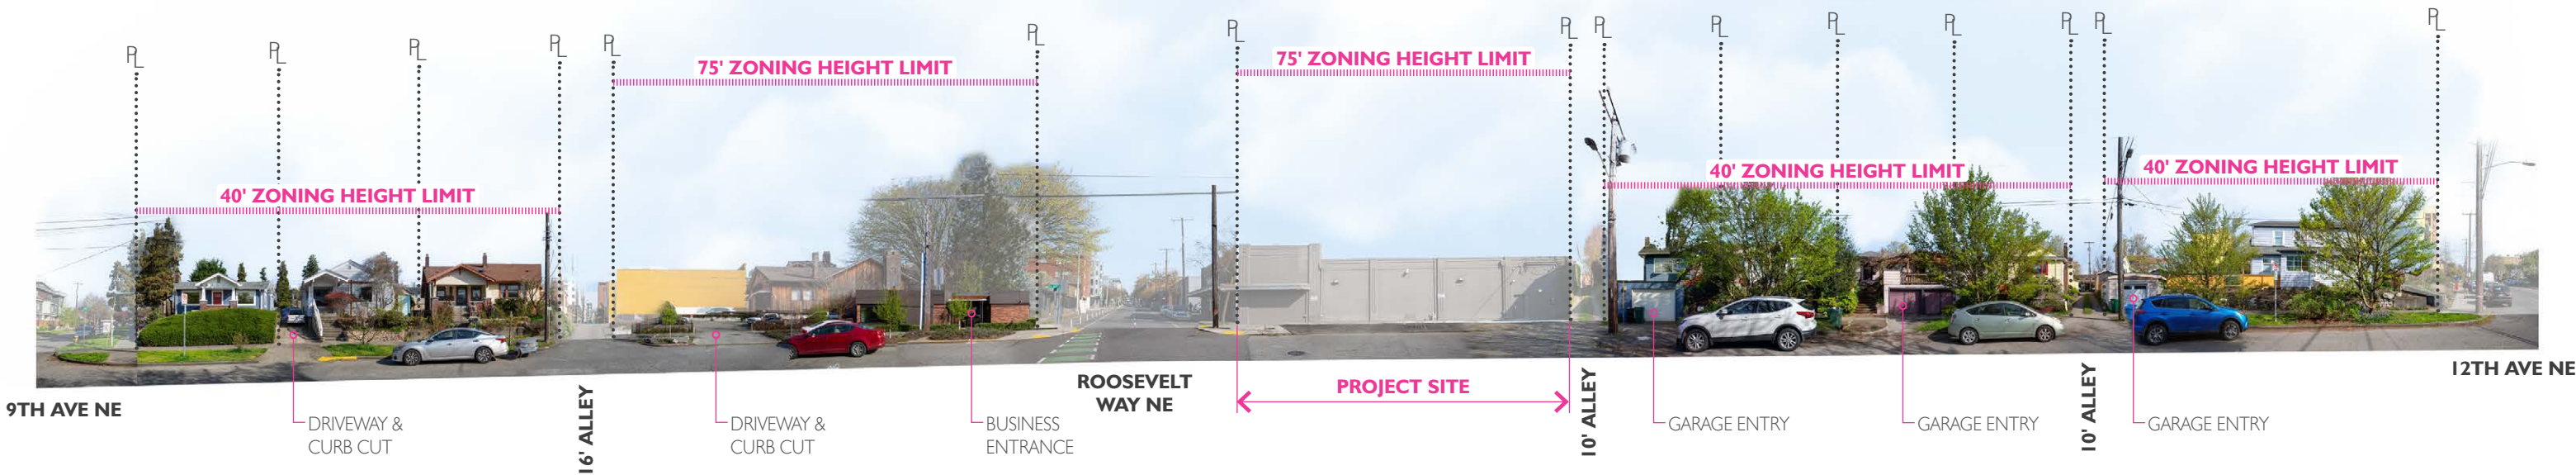 PL PL PL PL PL PL PL PL PL PL PL PL PL PL PL
75' ZONING HEIGHT LIMIT
75' ZONING HEIGHT LIMIT
40' ZONING HEIGHT LIMIT
40' ZONING HEIGHT LIMIT
40' ZONING HEIGHT LIMIT
9TH AVE NE
DRIVEWAY &
CURB CUT
16' ALLEY
DRIVEWAY &
CURB CUT
BUSINESS
ENTRANCE
ROOSEVELT
WAY NE
PROJECT SITE
10' ALLEY
GARAGE ENTRY
GARAGE ENTRY
10' ALLEY
GARAGE ENTRY
12TH AVE NE